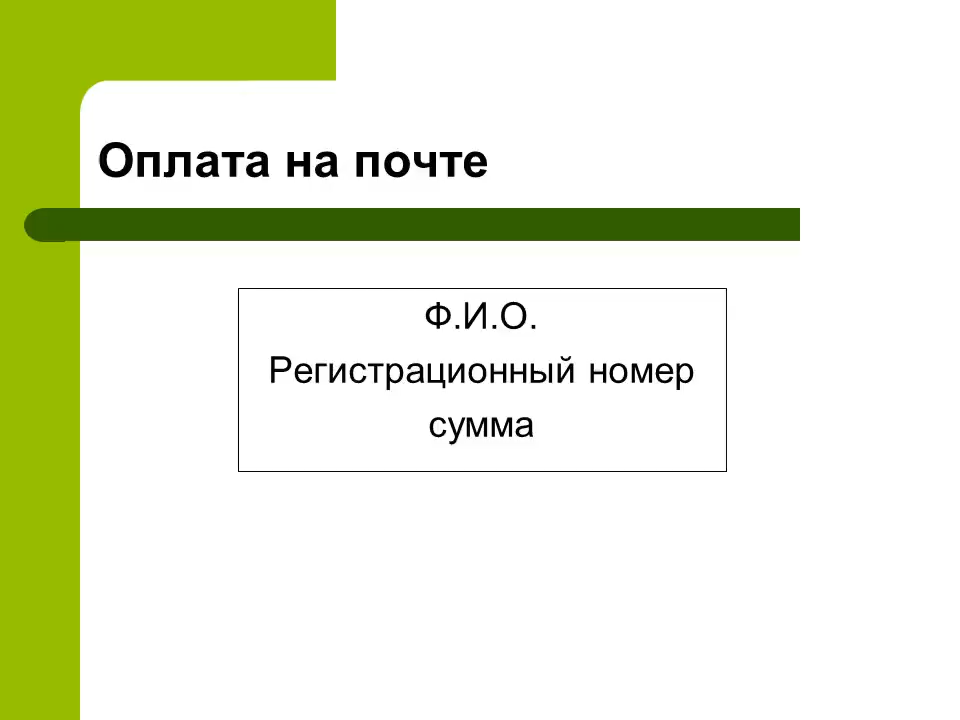 Оплата на почте
Ф.И.О.
Регистрационный номер
сумма